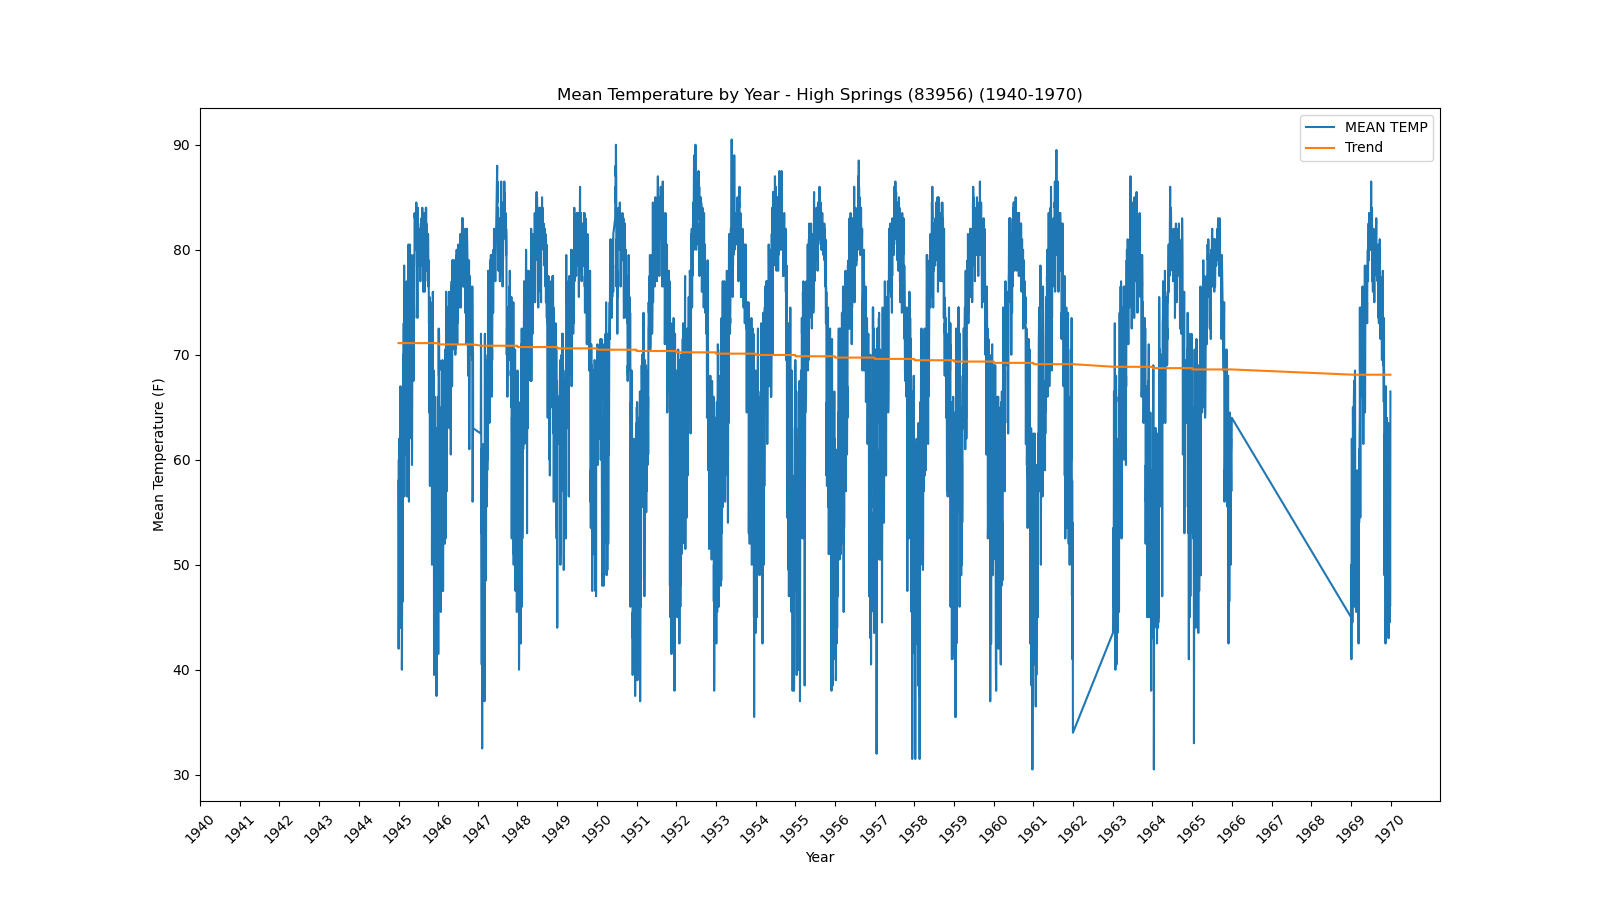 Mean Temperature by Year - High Springs (83956) (1940-1970)
MEAN TEMP
Trend
Mean Temperature (F)
90
80
70
60
50
40
30
1940 1941 1942 1943 1944 1945 1946 1947 1948 1949 1950 1951 1952 1953 1954 1955 1956 1957 1958 1959 1960 1961 1962 1963 1964 1965 1966 1967 1968 1969 1970
Year